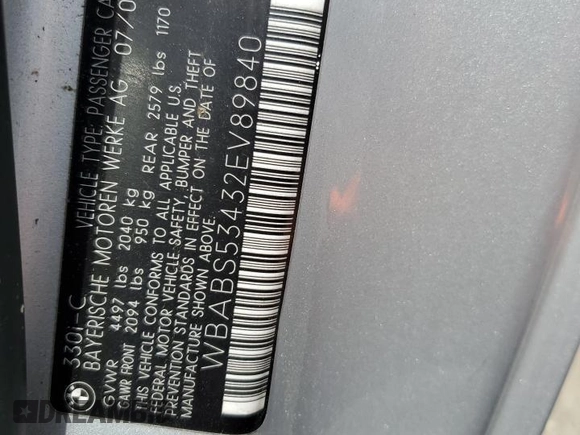 330i-C VEHICLE TYPE, PASSENGER CA
BAYERISCHE MOTOREN WERKE AG 07/0
GVWR 4497 lbs 2040 kg
GAWR FRONT 2094 lbs 950 kg REAR 2579 lbs 1170
THIS VEHICLE CONFORMS TO ALL APPLICABLE U.S.
FEDERAL MOTOR VEHICLE SAFETY, BUMPER AND THEFT
PREVENTION STANDARDS IN EFFECT ON THE DATE OF
MANUFACTURE SHOWN ABOVE.
WBABS53432EV89840